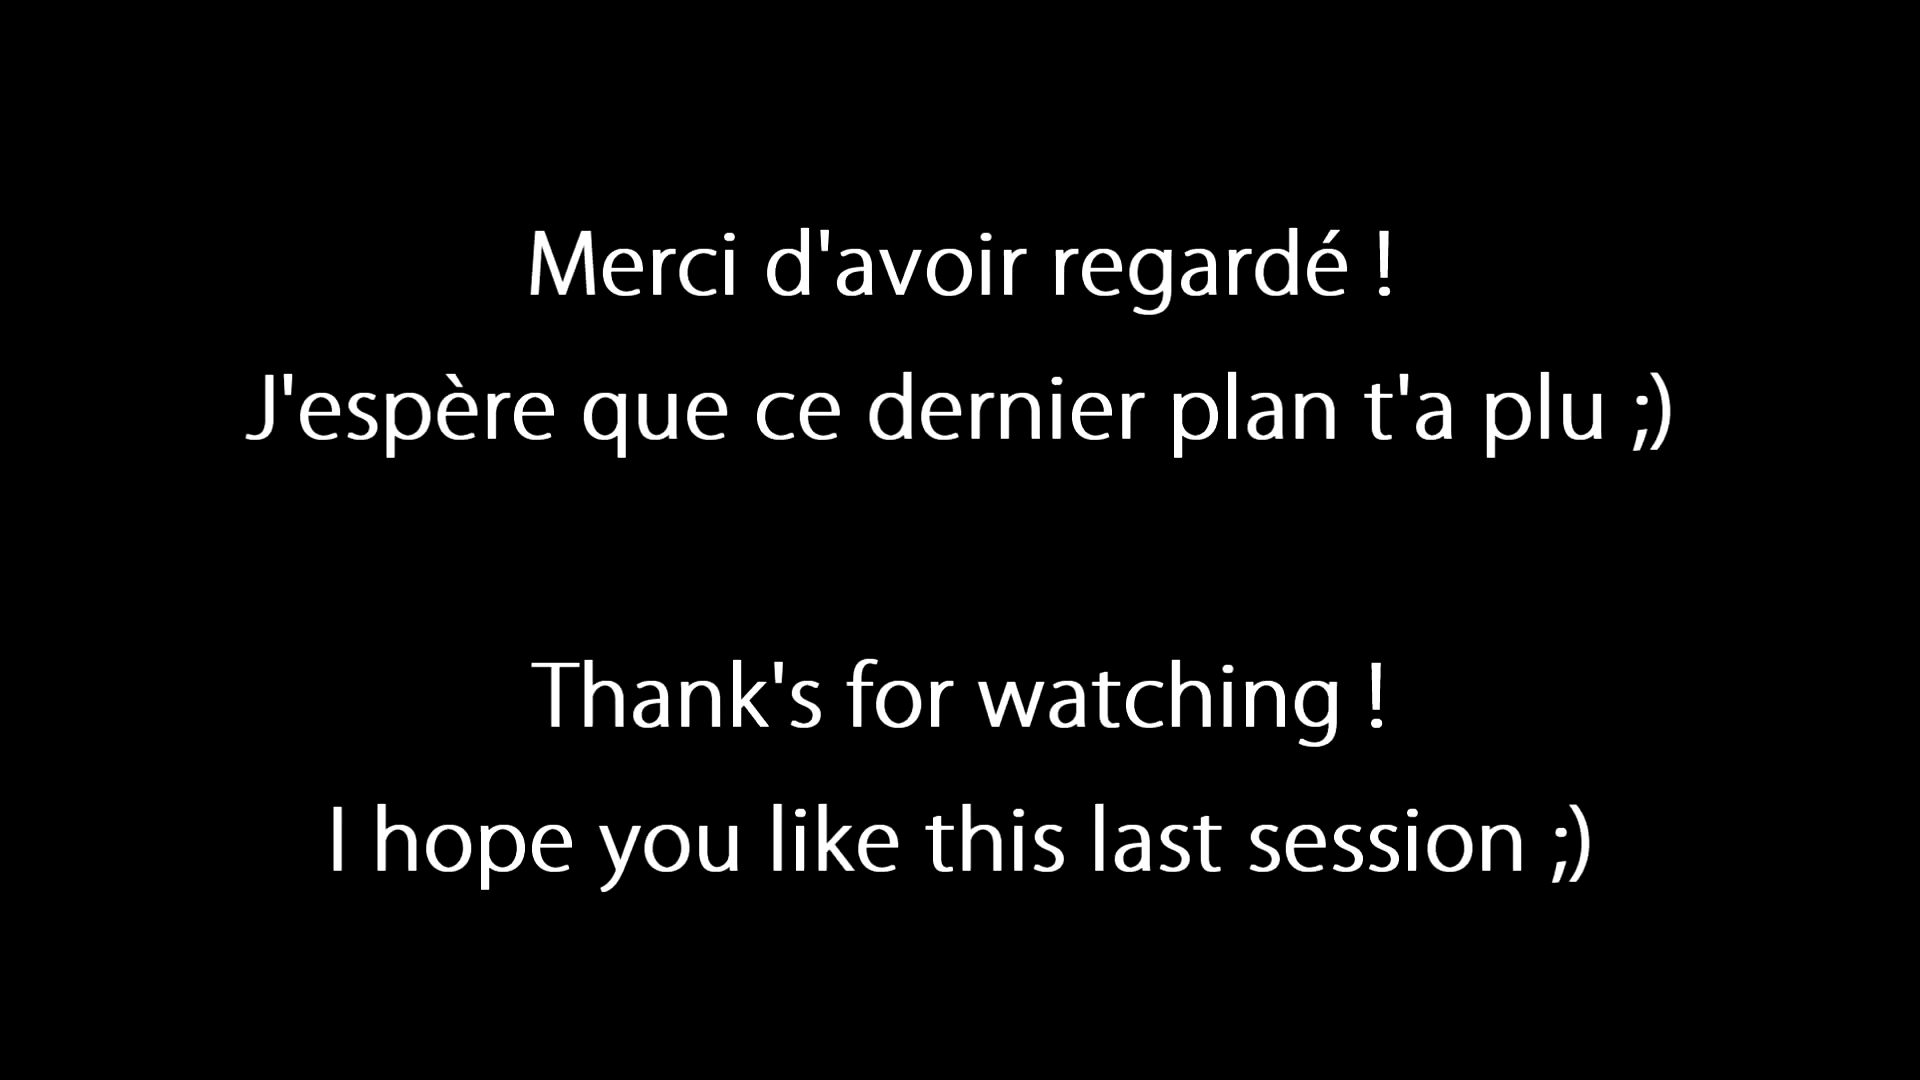 Merci d'avoir regardé !
J'espère que ce dernier plan t'a plu ;)
Thank's for watching !
I hope you like this last session ;)